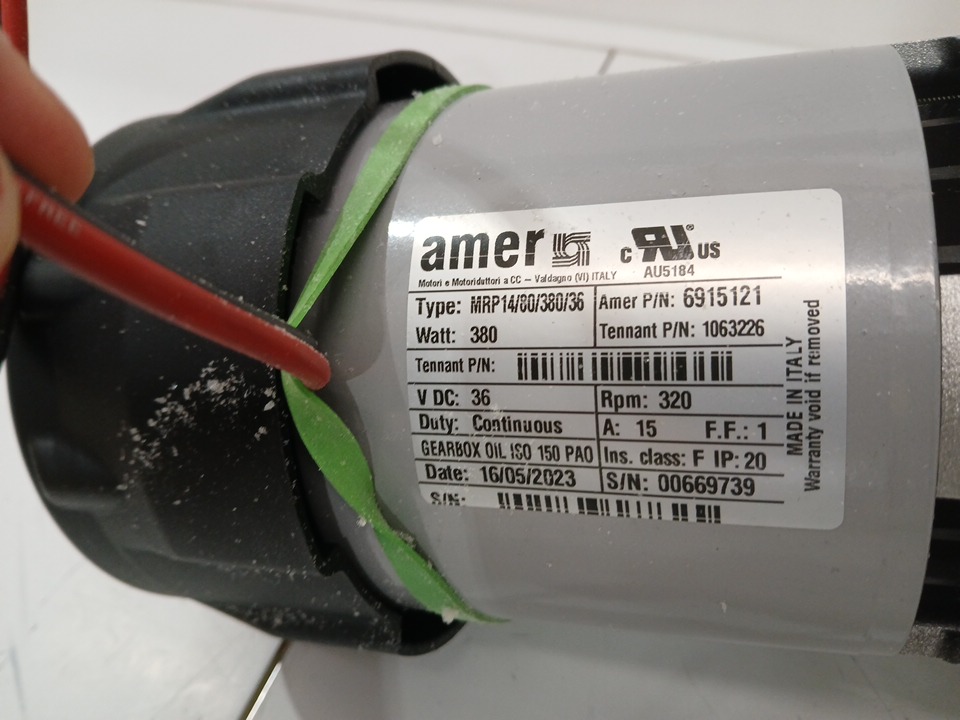 amer
c RU® US
Motori e Motoriduttori a CC – Valdagno (VI) ITALY
AU5184
Type: MRP14/80/380/36
Amer P/N: 6915121
Watt: 380
Tennant P/N: 1063226
Tennant P/N:
V DC: 36
Rpm: 320
Duty: Continuous
A: 15 F.F.: 1
GEARBOX OIL ISO 150 PAO
Ins. class: F IP: 20
Date: 16/05/2023
S/N: 00669739
S/N:
MADE IN ITALY
Warranty void if removed
FREE